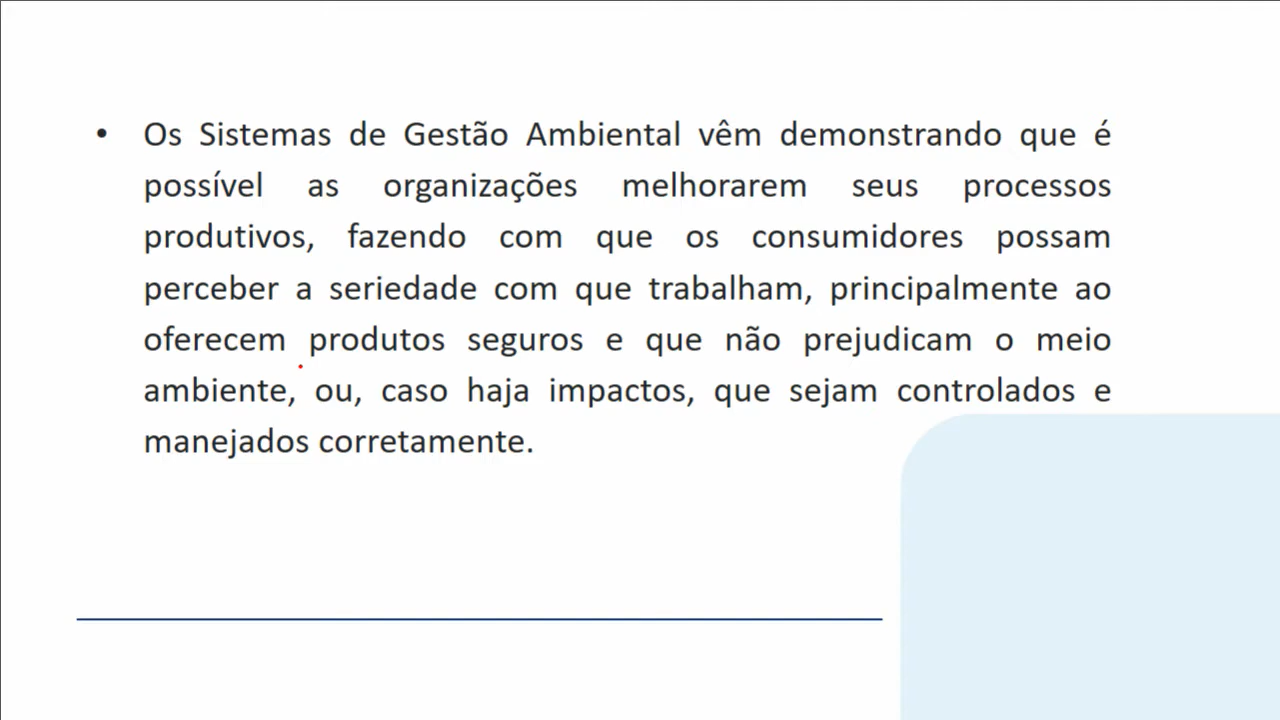 • Os Sistemas de Gestão Ambiental vêm demonstrando que é
possível as organizações melhorarem seus processos
produtivos, fazendo com que os consumidores possam
perceber a seriedade com que trabalham, principalmente ao
oferecem produtos seguros e que não prejudicam o meio
ambiente, ou, caso haja impactos, que sejam controlados e
manejados corretamente.